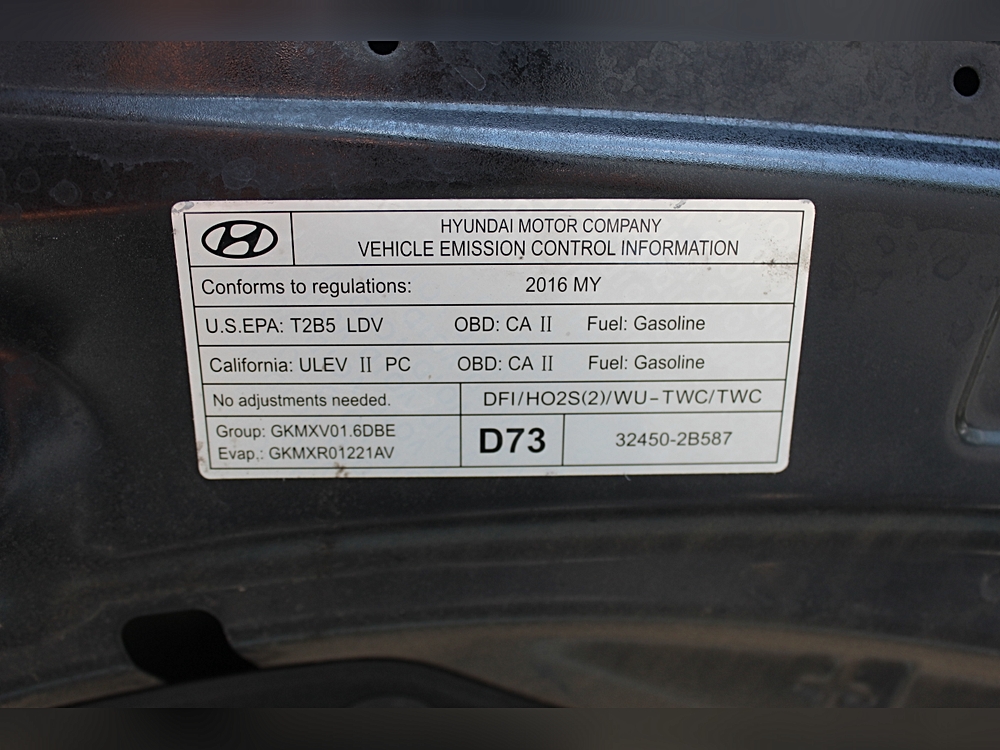 HYUNDAI MOTOR COMPANY
VEHICLE EMISSION CONTROL INFORMATION
Conforms to regulations: 2016 MY
U.S.EPA: T2B5 LDV OBD: CA II Fuel: Gasoline
California: ULEV II PC OBD: CA II Fuel: Gasoline
No adjustments needed. DFI/HO2S(2)/WU-TWC/TWC
Group: GKMXV01.6DBE
Evap.: GKMXR01221AV
D73 32450-2B587